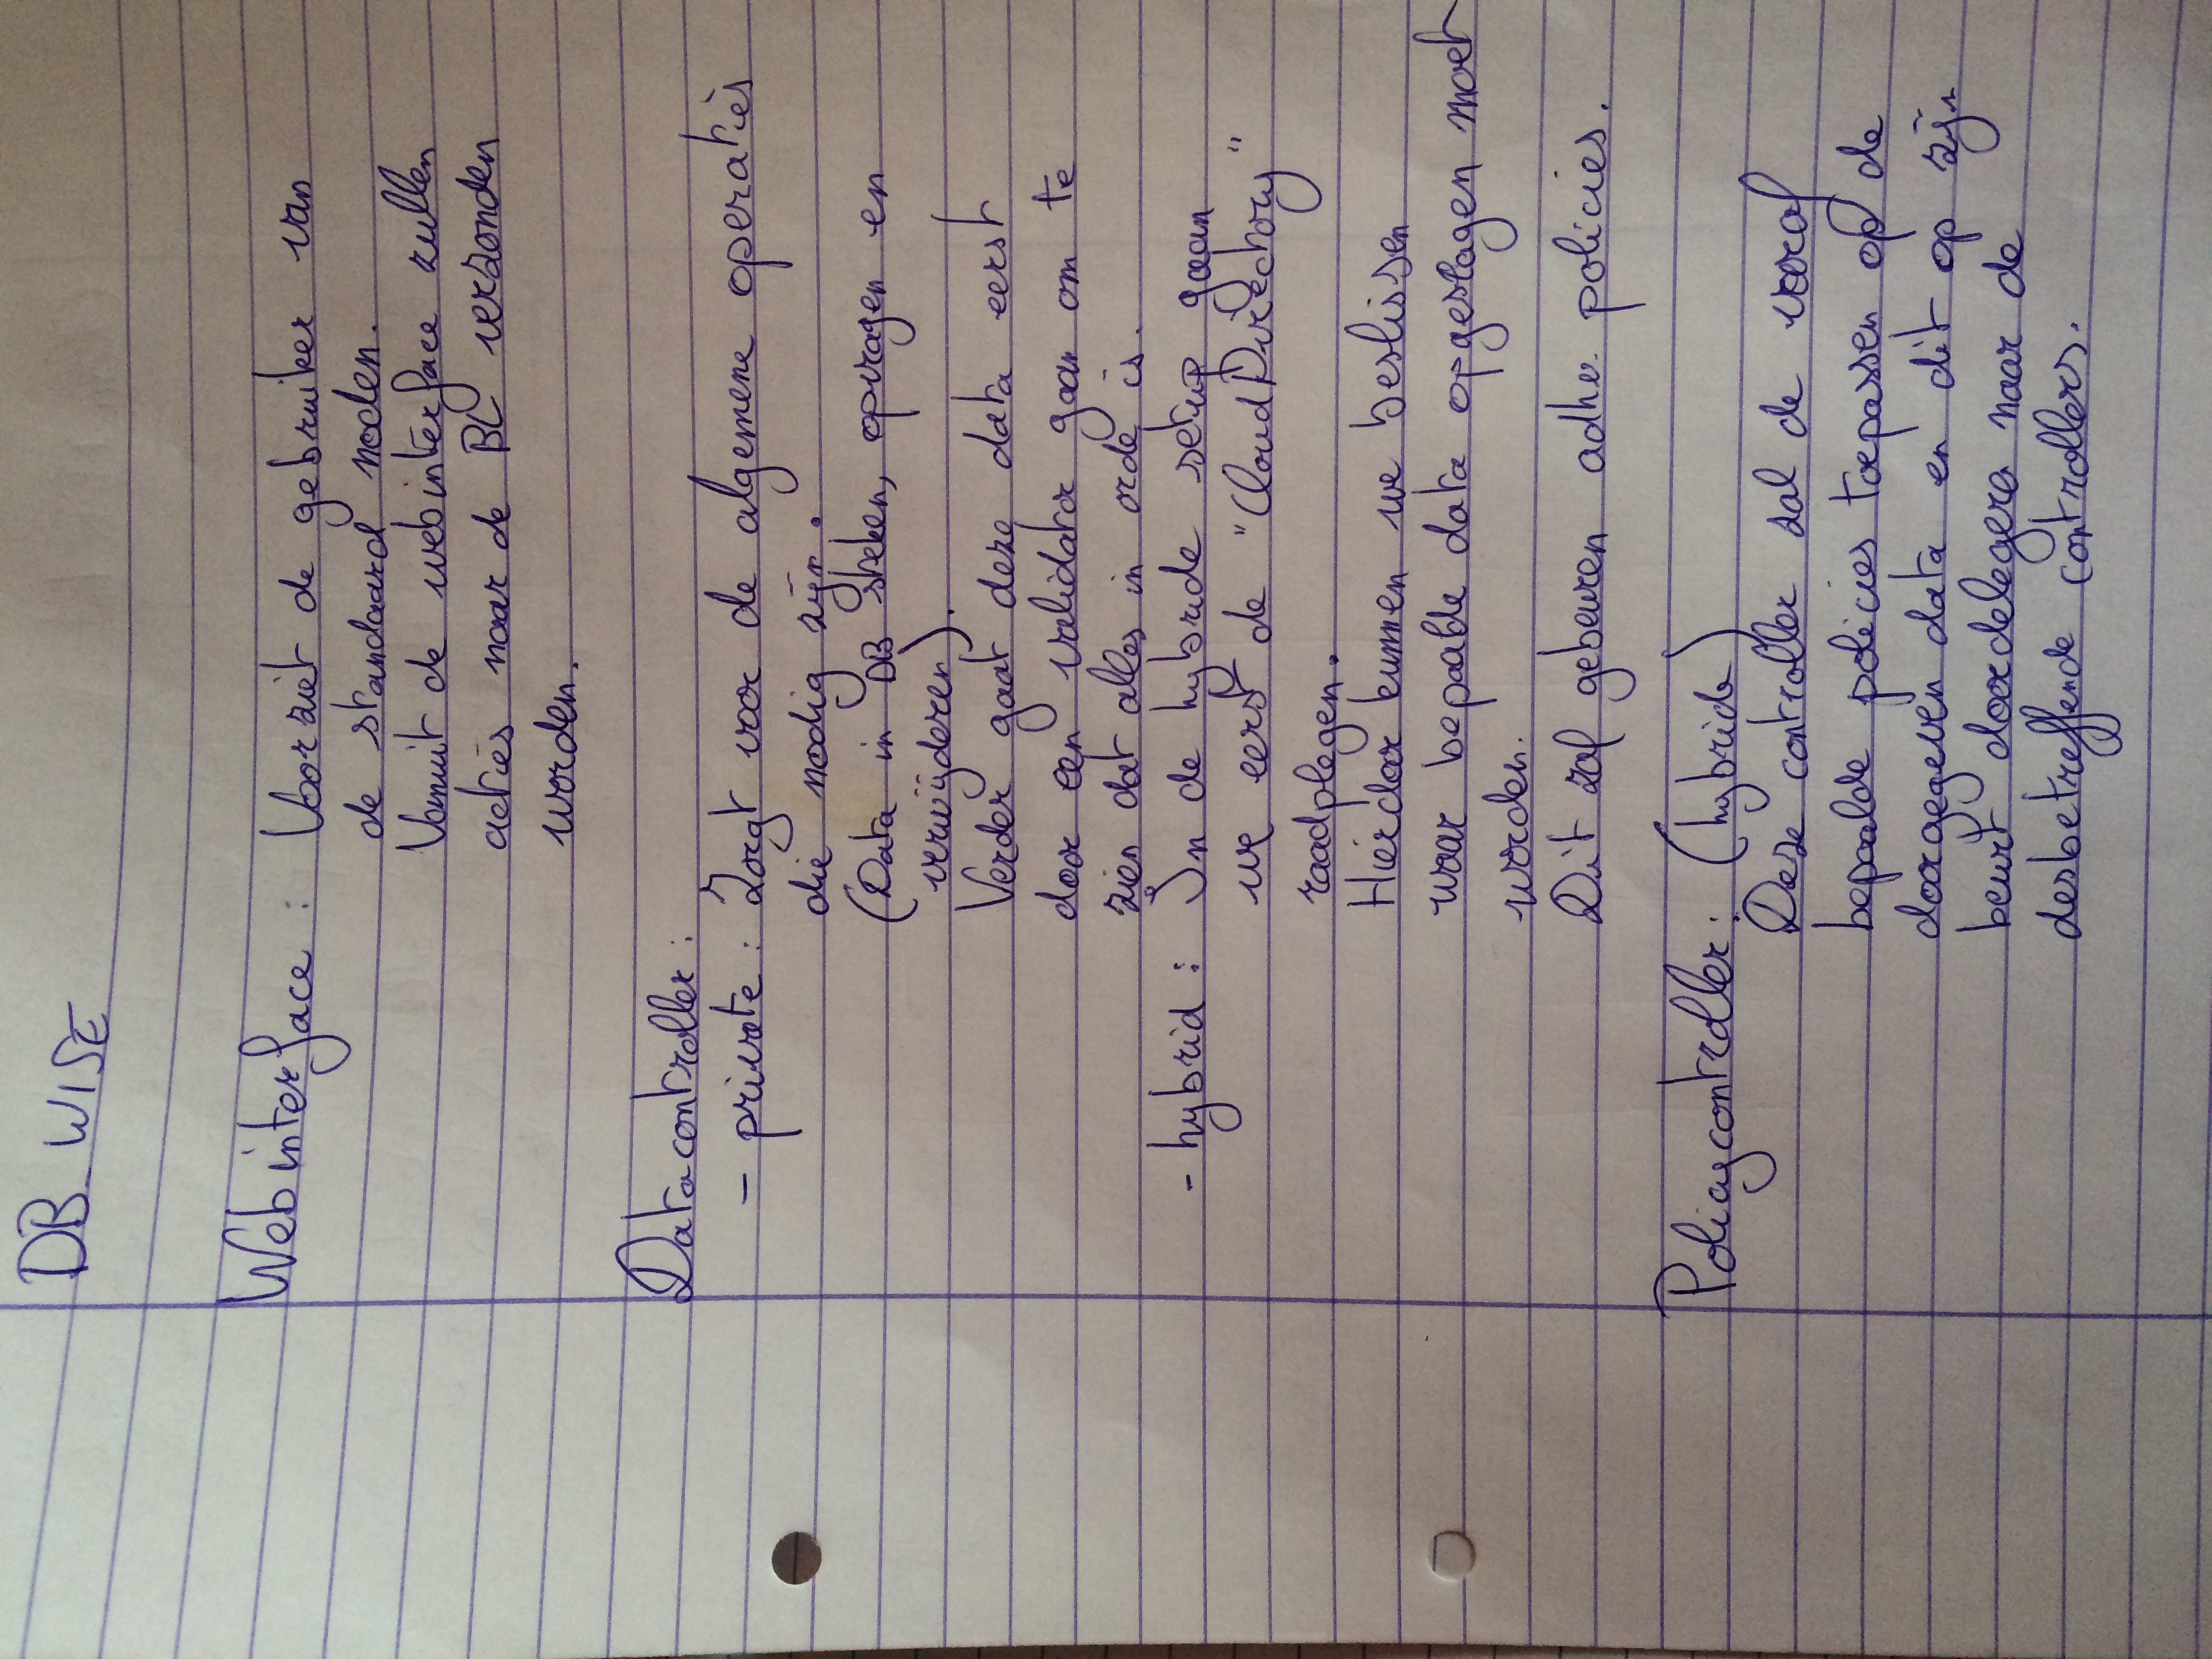 DB_WISE
Webinterface : Voorziet de gebruiker van
de standaard noden.
Vanuit de webinterface zullen
acties naar de BC verzonden
worden.
Datacontroller :
- private : Zorgt voor de algemene operaties
die nodig zijn.
(Data in DB steken, opvragen en
verwijderen).
Verder gaat deze data eerst
door een validator gaan om te
zien dat alles in orde is.
- hybrid : In de hybride setup gaan
we eerst de "CloudDirectory"
raadplegen.
Hierdoor kunnen we beslissen
waar bepaalde data opgeslagen moet
worden.
Dit zal gebeuren adhv. policies.
Policycontroller : (hybride)
Deze controller zal de vooraf
bepaalde policies toepassen op de
doorgegeven data en dit op zijn
beurt doordelegere naar de
desbetreffende controllers.